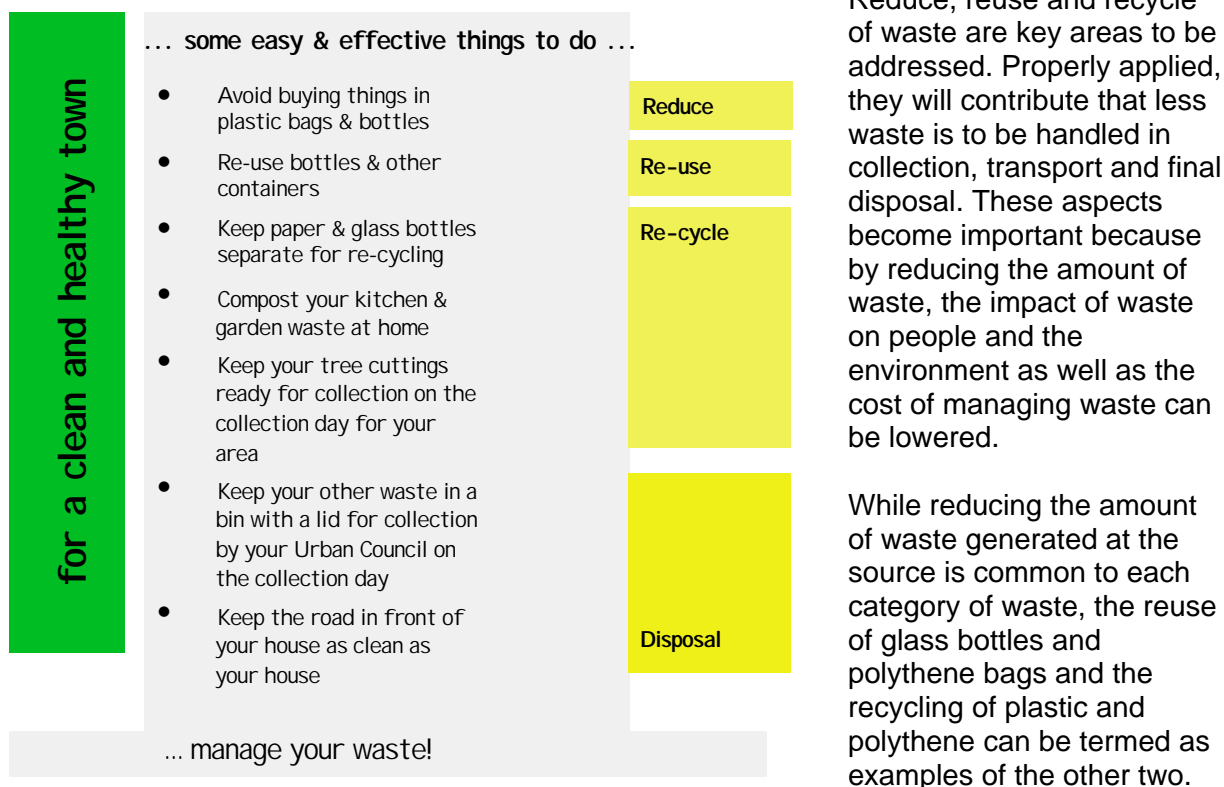 for a clean and healthy town
... some easy & effective things to do ...
• Avoid buying things in
plastic bags & bottles
Reduce
• Re-use bottles & other
containers
Re-use
• Keep paper & glass bottles
separate for re-cycling
Re-cycle
• Compost your kitchen &
garden waste at home
• Keep your tree cuttings
ready for collection on the
collection day for your
area
• Keep your other waste in a
bin with a lid for collection
by your Urban Council on
the collection day
• Keep the road in front of
your house as clean as
your house
Disposal
... manage your waste!
Reduce, reuse and recycle
of waste are key areas to be
addressed. Properly applied,
they will contribute that less
waste is to be handled in
collection, transport and final
disposal. These aspects
become important because
by reducing the amount of
waste, the impact of waste
on people and the
environment as well as the
cost of managing waste can
be lowered.
While reducing the amount
of waste generated at the
source is common to each
category of waste, the reuse
of glass bottles and
polythene bags and the
recycling of plastic and
polythene can be termed as
examples of the other two.